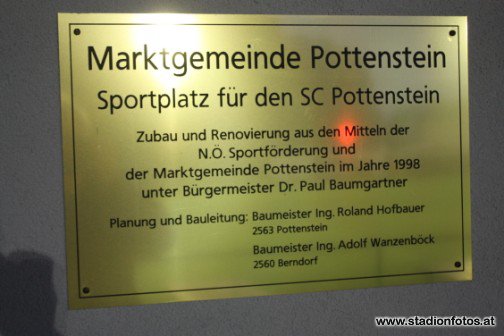 Marktgemeinde Pottenstein
Sportplatz für den SC Pottenstein
Zubau und Renovierung aus den Mitteln der
N.Ö. Sportförderung und
der Marktgemeinde Pottenstein im Jahre 1998
unter Bürgermeister Dr. Paul Baumgartner
Planung und Bauleitung: Baumeister Ing. Roland Hofbauer
2563 Pottenstein
Baumeister Ing. Adolf Wanzenböck
2560 Berndorf
www.stadionfotos.at